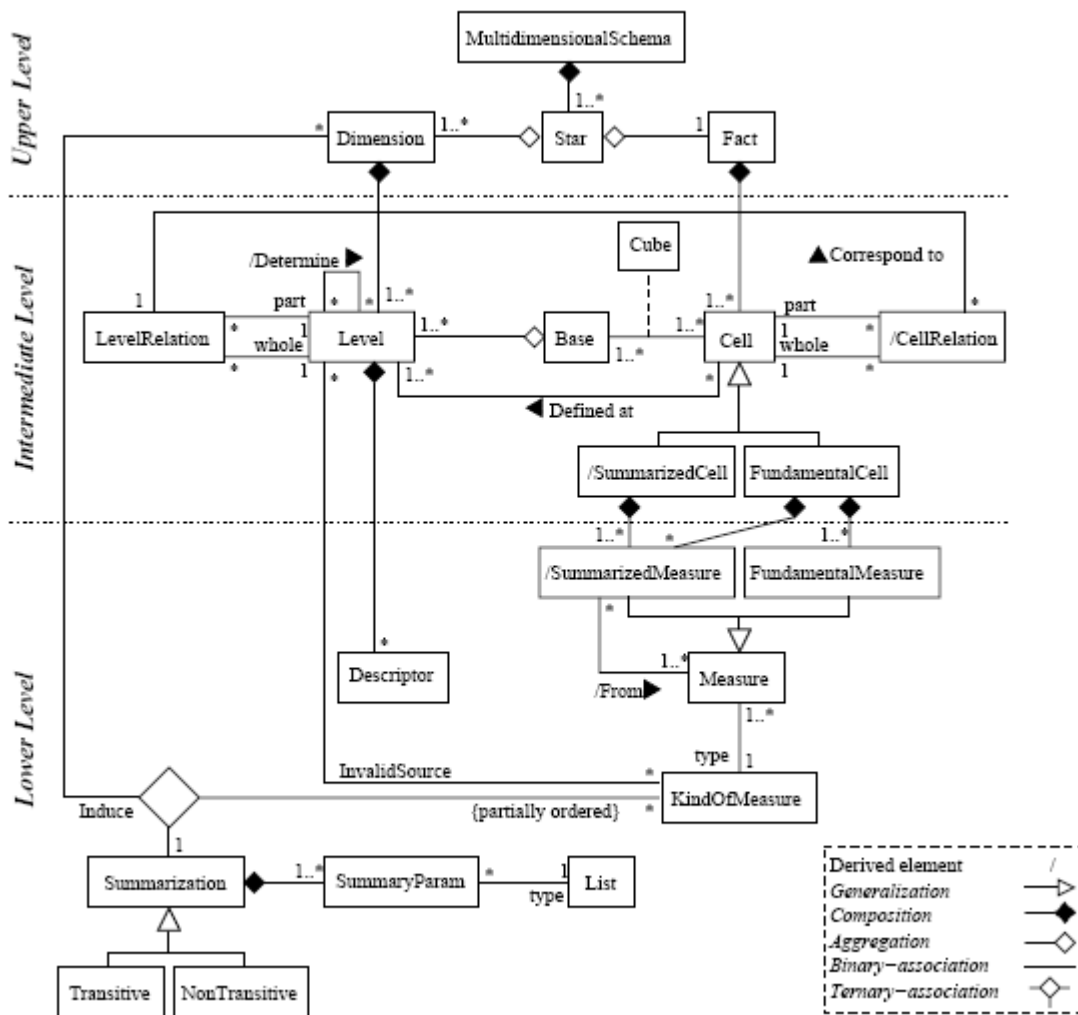 Upper Level
MultidimensionalSchema
1..*
* Dimension 1..* Star 1 Fact
Intermediate Level
Cube
/Determine ▶
▲Correspond to
1 part * * 1..* 1..* part *
LevelRelation * 1 Level 1..* Base 1..* Cell 1 * /CellRelation
whole 1..* whole
* 1 * 1..* * 1 *
◀ Defined at
/SummarizedCell FundamentalCell
Lower Level
1..* * 1..*
/SummarizedMeasure FundamentalMeasure
*
* 1..*
Descriptor Measure
/From▶
1..*
type 1
InvalidSource *
KindOfMeasure
Induce {partially ordered} *
1
Summarization 1..* SummaryParam * 1 List
type
Transitive NonTransitive
Derived element /
Generalization
Composition
Aggregation
Binary-association
Ternary-association